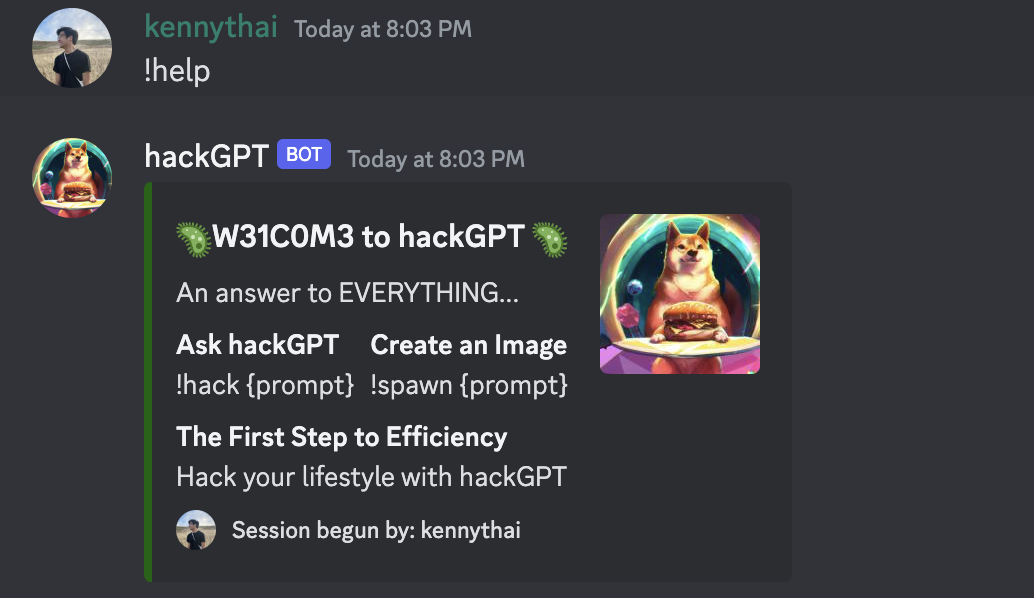 kennythai Today at 8:03 PM
!help
hackGPT BOT Today at 8:03 PM
🦠W31C0M3 to hackGPT 🦠
An answer to EVERYTHING...
Ask hackGPT Create an Image
!hack {prompt} !spawn {prompt}
The First Step to Efficiency
Hack your lifestyle with hackGPT
Session begun by: kennythai